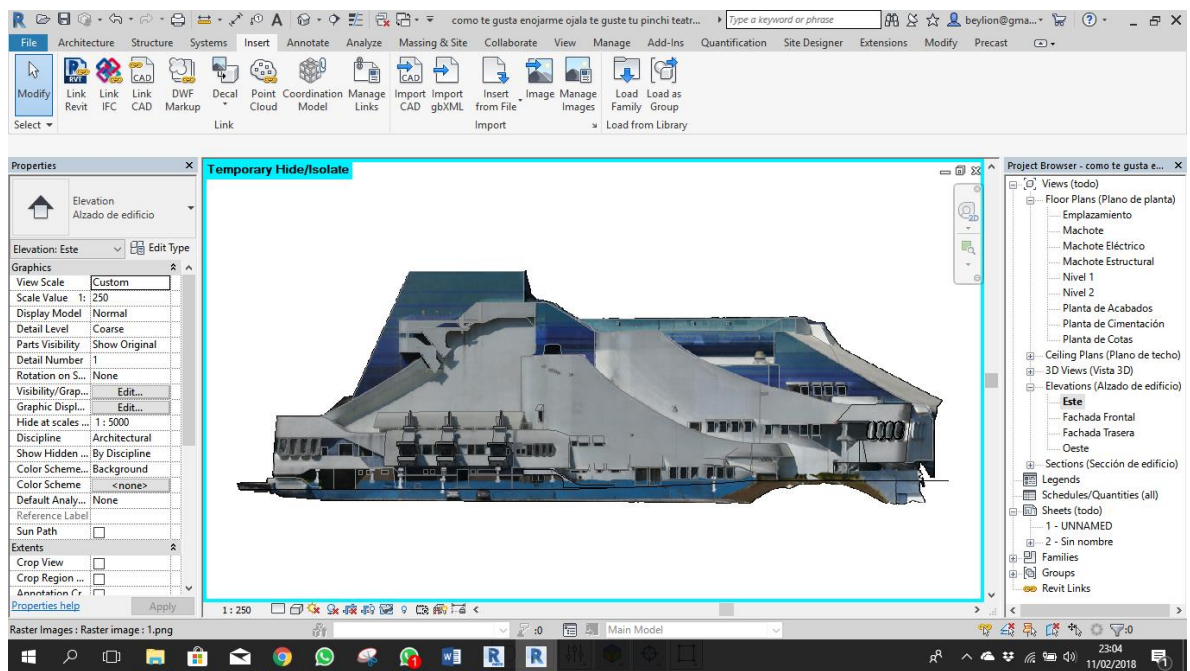 como te gusta enojarme ojala te guste tu pinchi teatr...
Type a keyword or phrase
beylion@gma...
File Architecture Structure Systems Insert Annotate Analyze Massing & Site Collaborate View Manage Add-Ins Quantification Site Designer Extensions Modify Precast
Modify
Link Revit
Link IFC
Link CAD
DWF Markup
Decal
Point Cloud
Coordination Model
Manage Links
Import CAD
Import gbXML
Insert from File
Image
Manage Images
Load Family
Load as Group
Select
Link
Import
Load from Library
Properties
Elevation
Alzado de edificio
Elevation: Este
Edit Type
Graphics
View Scale Custom
Scale Value 1: 250
Display Model Normal
Detail Level Coarse
Parts Visibility Show Original
Detail Number 1
Rotation on S... None
Visibility/Grap... Edit...
Graphic Displ... Edit...
Hide at scales ... 1 : 5000
Discipline Architectural
Show Hidden ... By Discipline
Color Scheme... Background
Color Scheme <none>
Default Analy... None
Reference Label
Sun Path
Extents
Crop View
Crop Region ...
Annotation Cr...
Properties help
Apply
Temporary Hide/Isolate
2D
1 : 250
Project Browser - como te gusta e...
Views (todo)
Floor Plans (Plano de planta)
Emplazamiento
Machote
Machote Eléctrico
Machote Estructural
Nivel 1
Nivel 2
Planta de Acabados
Planta de Cimentación
Planta de Cotas
Ceiling Plans (Plano de techo)
3D Views (Vista 3D)
Elevations (Alzado de edificio)
Este
Fachada Frontal
Fachada Trasera
Oeste
Sections (Sección de edificio)
Legends
Schedules/Quantities (all)
Sheets (todo)
1 - UNNAMED
2 - Sin nombre
Families
Groups
Revit Links
Raster Images : Raster image : 1.png
:0
Main Model
:0
23:04
11/02/2018